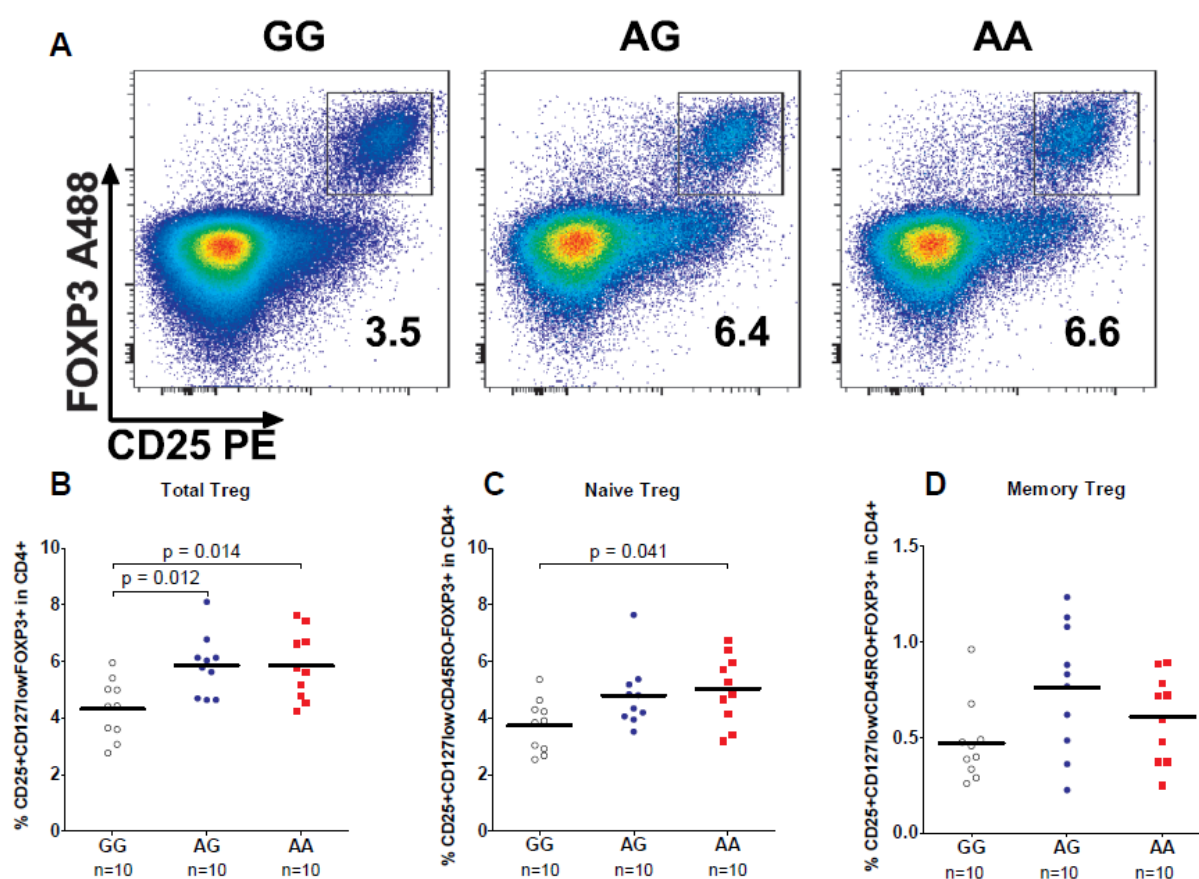 A
GG AG AA
FOXP3 A488
3.5 6.4 6.6
CD25 PE
B Total Treg
% CD25+CD127lowFOXP3+ in CD4+
10
8
6
4
2
0
p = 0.014
p = 0.012
GG AG AA
n=10 n=10 n=10
C Naive Treg
% CD25+CD127lowCD45RO-FOXP3+ in CD4+
10
8
6
4
2
0
p = 0.041
GG AG AA
n=10 n=10 n=10
D Memory Treg
% CD25+CD127lowCD45RO+FOXP3+ in CD4+
1.5
1.0
0.5
0.0
GG AG AA
n=10 n=10 n=10